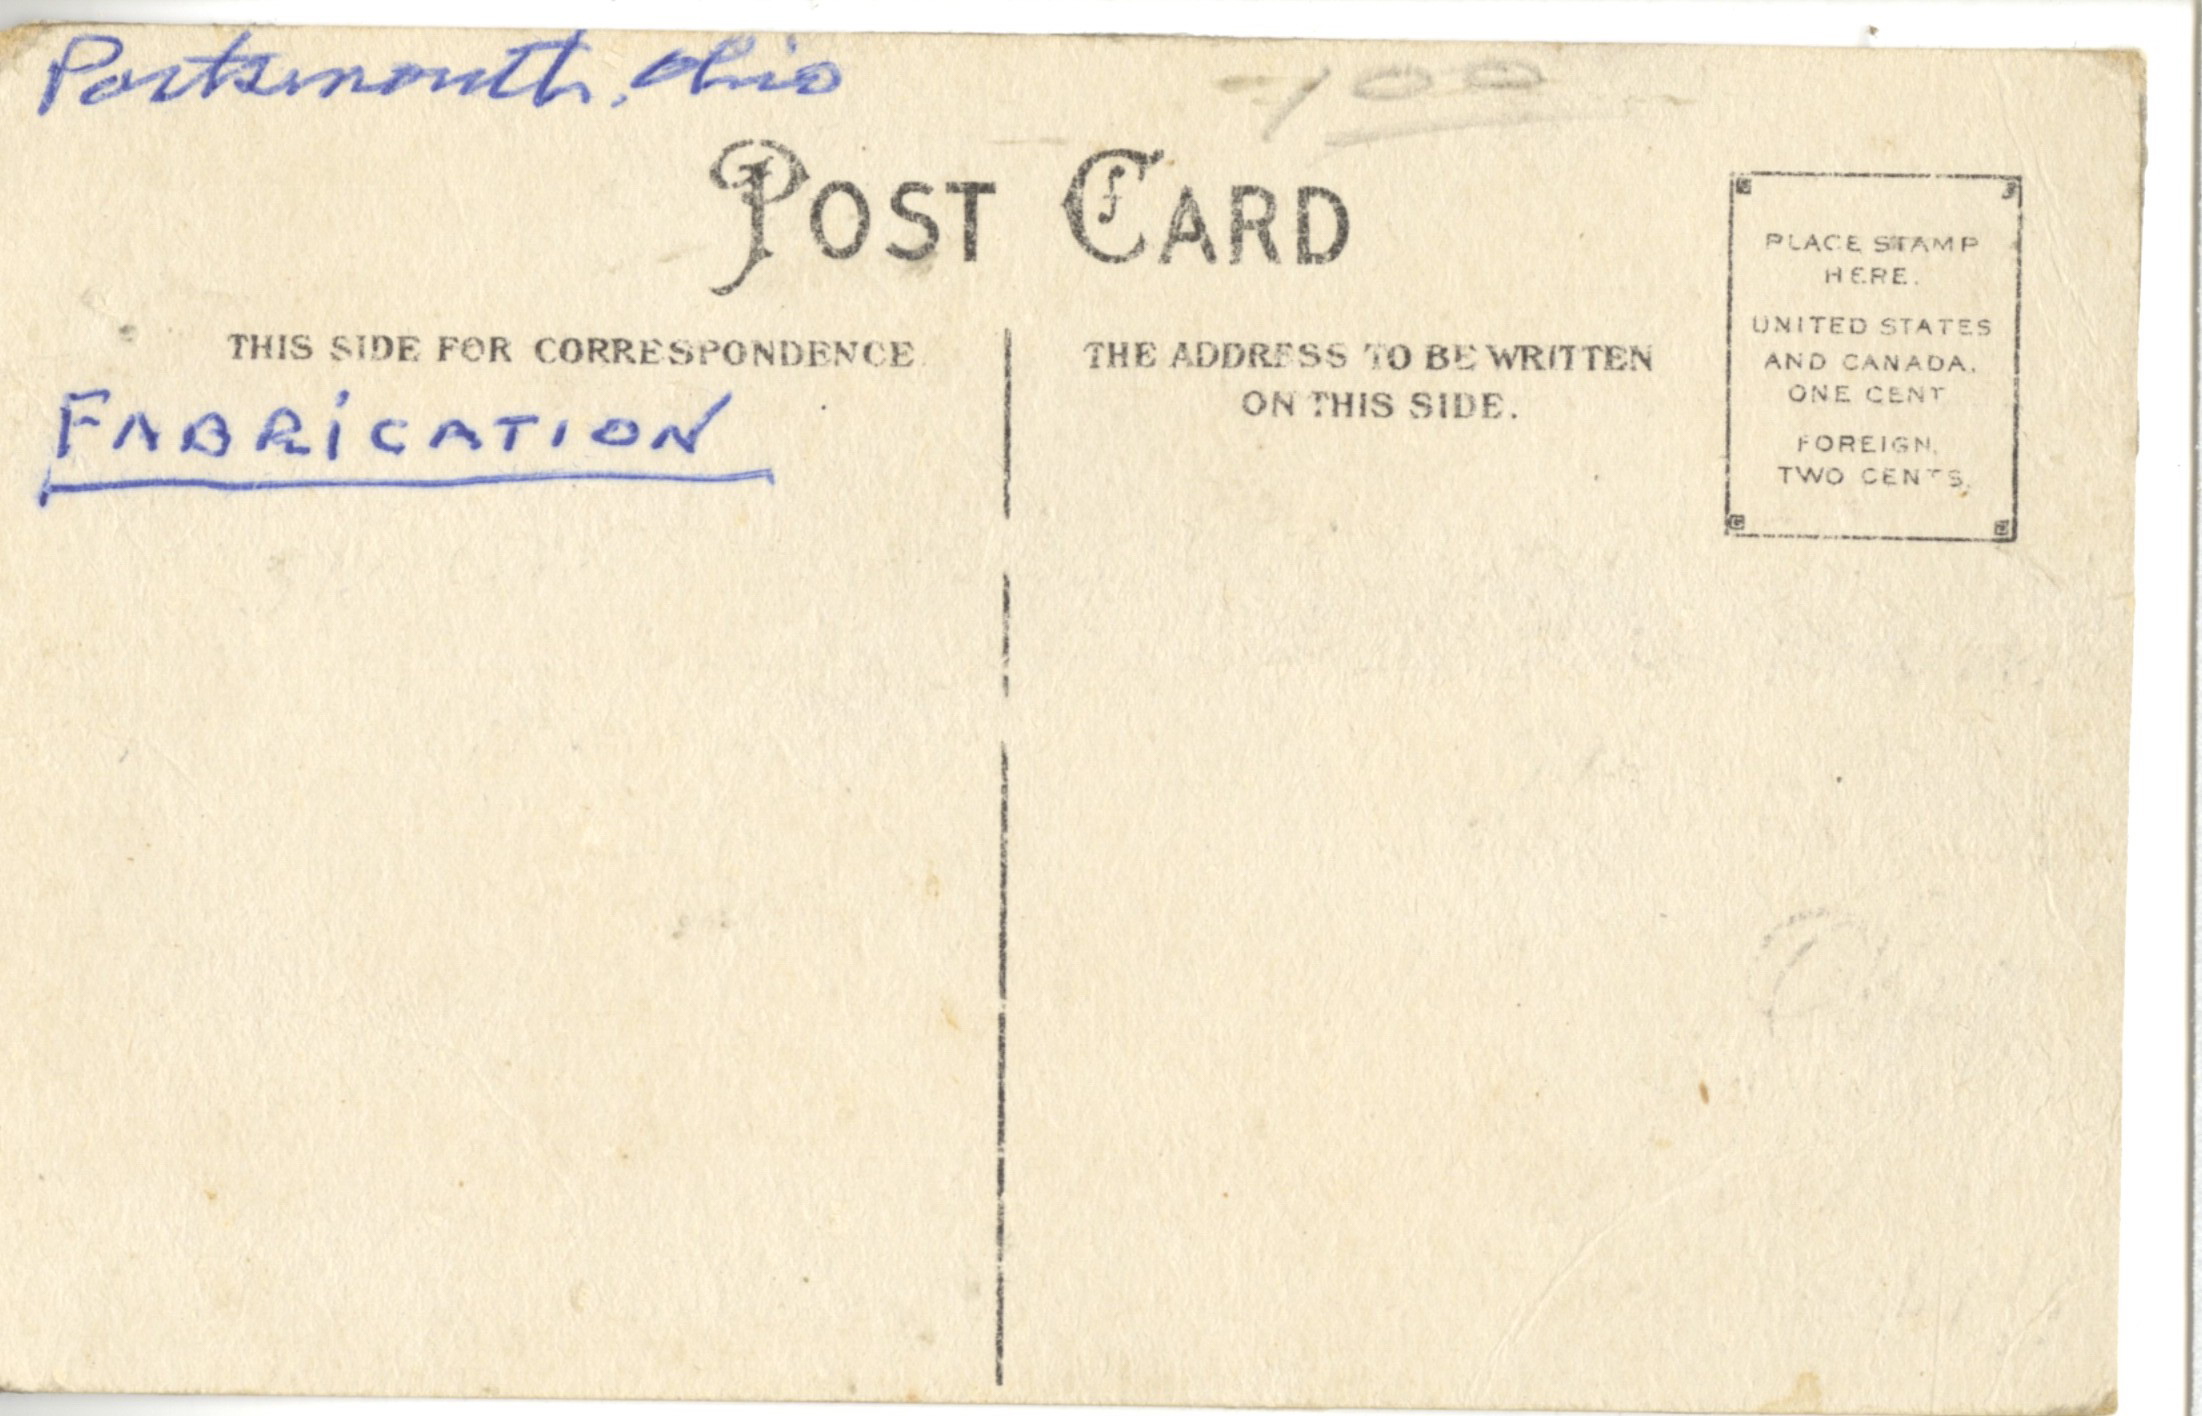 Portsmouth, Ohio
100
POST CARD
THIS SIDE FOR CORRESPONDENCE.
THE ADDRESS TO BE WRITTEN
ON THIS SIDE.
PLACE STAMP
HERE.
UNITED STATES
AND CANADA.
ONE CENT
FOREIGN,
TWO CENTS.
FABRiCATION